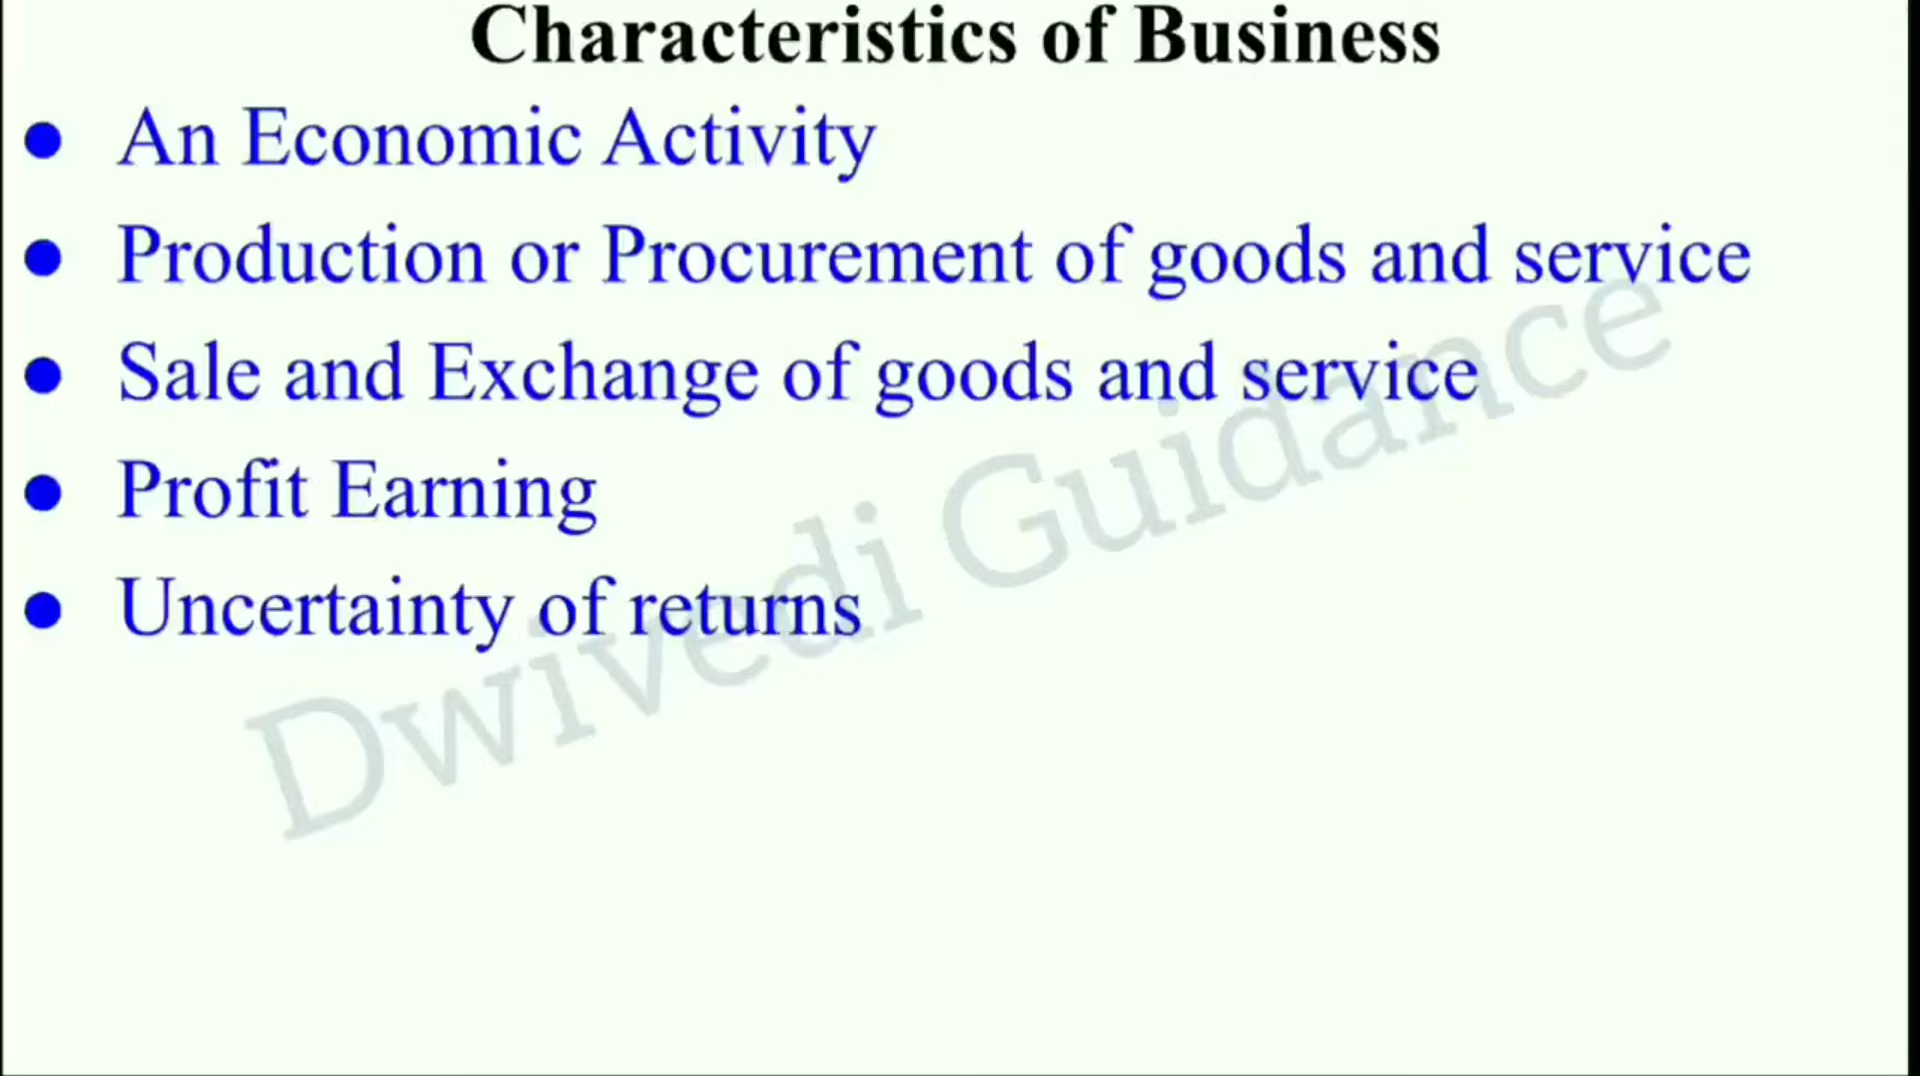 Characteristics of Business
● An Economic Activity
● Production or Procurement of goods and service
● Sale and Exchange of goods and service
● Profit Earning
● Uncertainty of returns
Dwivedi Guidance